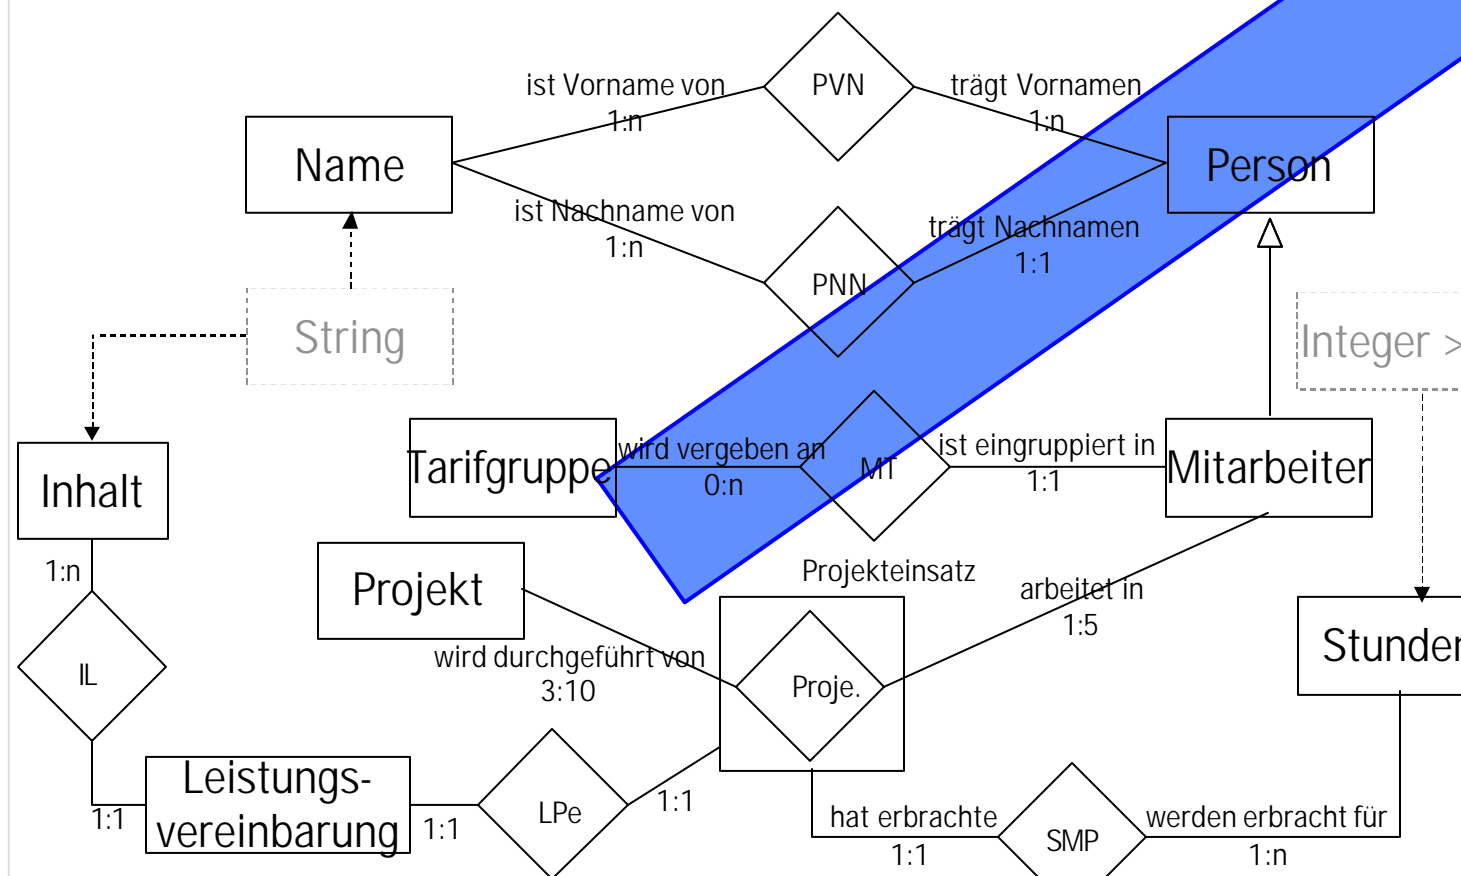 PVN
ist Vorname von
1:n
trägt Vornamen
1:n
Name
Person
ist Nachname von
1:n
trägt Nachnamen
1:1
PNN
String
Integer >
Tarifgruppe
wird vergeben an
0:n
MT
ist eingruppiert in
1:1
Mitarbeiter
Inhalt
1:n
Projekt
Projekteinsatz
arbeitet in
1:5
wird durchgeführt von
3:10
Proje.
IL
Leistungs-
vereinbarung
1:1
1:1
LPe
1:1
hat erbrachte
1:1
SMP
werden erbracht für
1:n